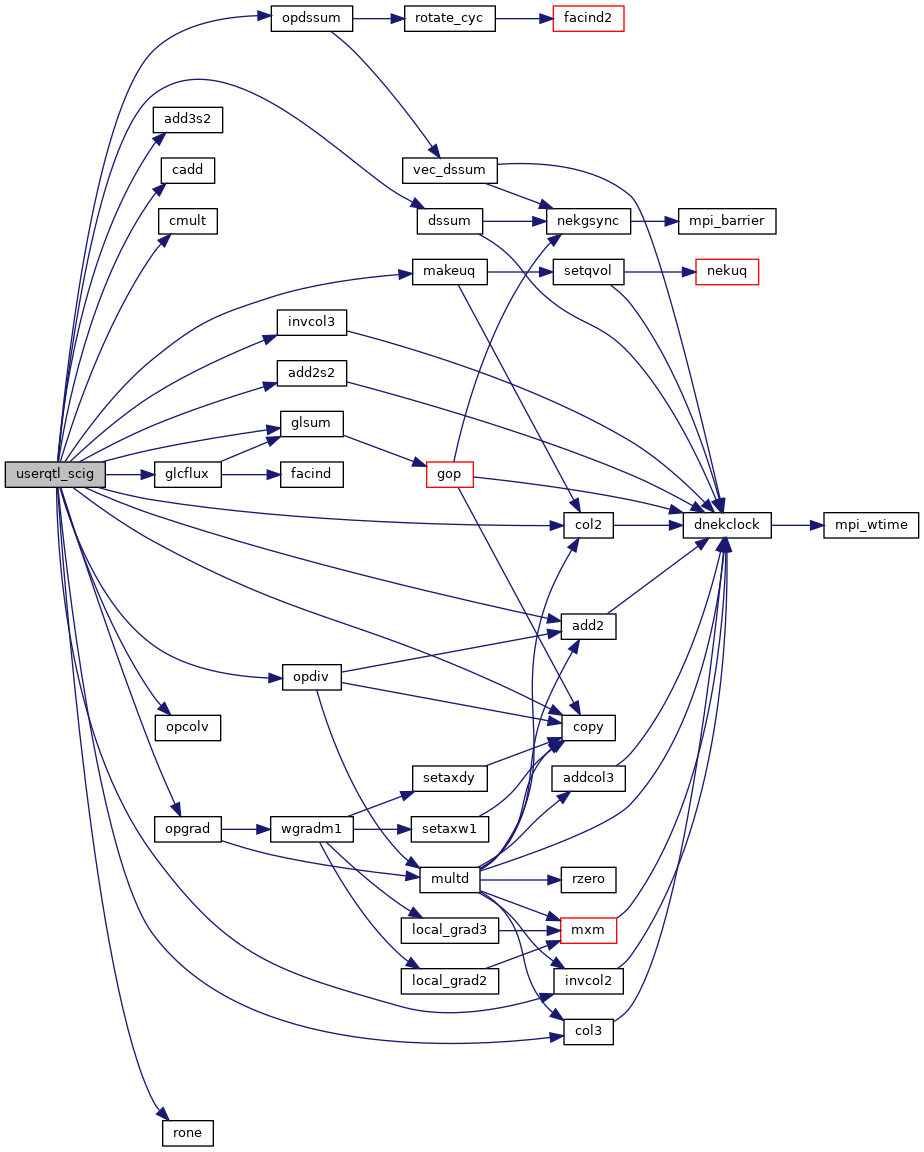 opdssum
rotate_cyc
facind2
add3s2
cadd
vec_dssum
cmult
dssum
nekgsync
mpi_barrier
makeuq
setqvol
nekuq
invcol3
add2s2
glsum
userqtl_scig
glcflux
facind
gop
col2
dnekclock
mpi_wtime
add2
opdiv
opcolv
copy
setaxdy
addcol3
opgrad
wgradm1
setaxw1
multd
rzero
local_grad3
mxm
local_grad2
invcol2
col3
rone